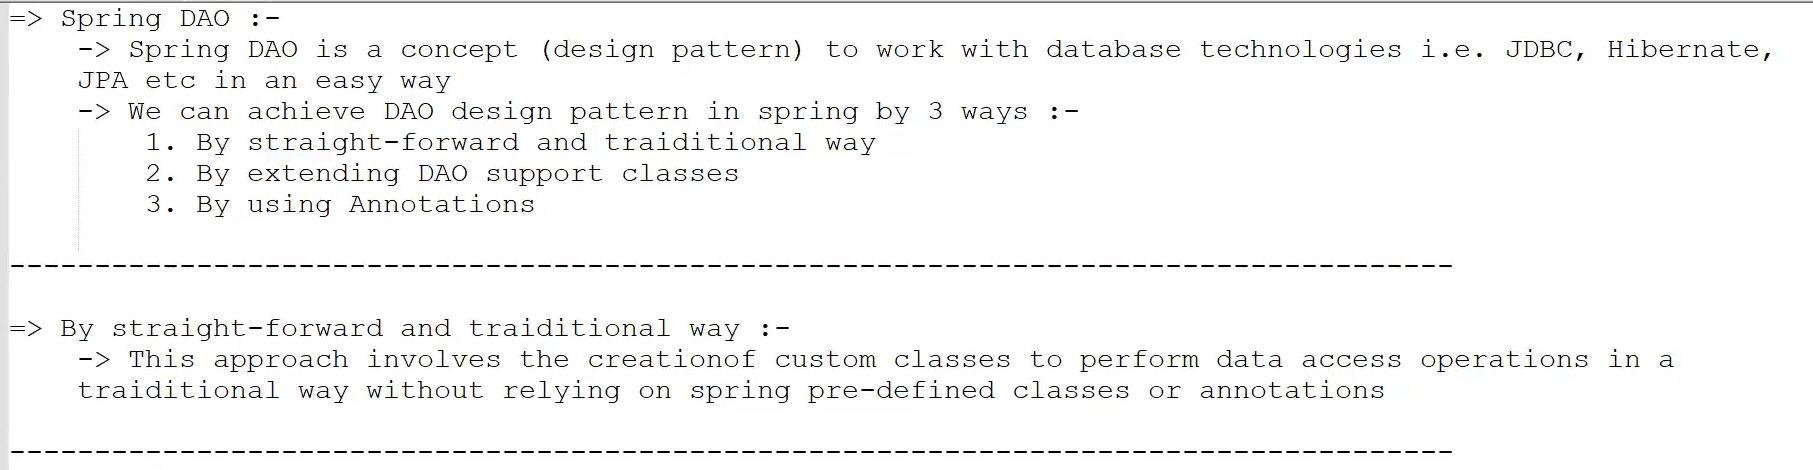 => Spring DAO :-
-> Spring DAO is a concept (design pattern) to work with database technologies i.e. JDBC, Hibernate,
JPA etc in an easy way
-> We can achieve DAO design pattern in spring by 3 ways :-
1. By straight-forward and traiditional way
2. By extending DAO support classes
3. By using Annotations
-------------------------------------------------------------------------------------
=> By straight-forward and traiditional way :-
-> This approach involves the creationof custom classes to perform data access operations in a
traiditional way without relying on spring pre-defined classes or annotations
-------------------------------------------------------------------------------------